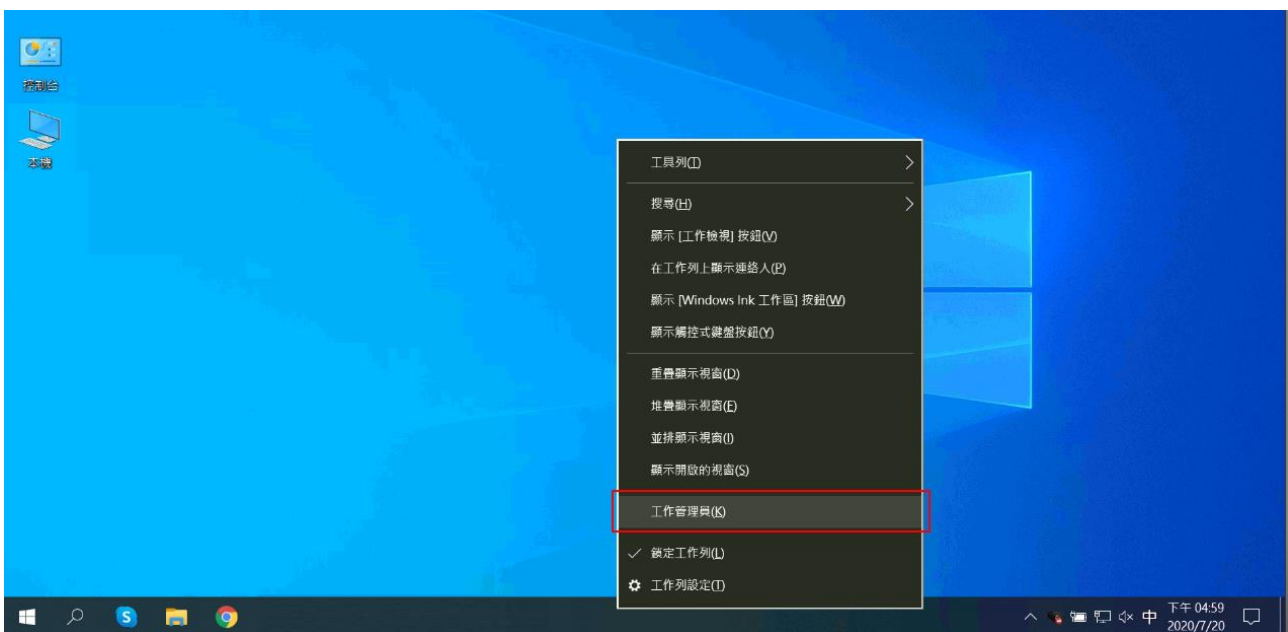 控制台
本機
工具列(T)
搜尋(H)
顯示 [工作檢視] 按鈕(V)
在工作列上顯示連絡人(P)
顯示 [Windows Ink 工作區] 按鈕(W)
顯示觸控式鍵盤按鈕(Y)
重疊顯示視窗(D)
堆疊顯示視窗(E)
並排顯示視窗(I)
顯示開啟的視窗(S)
工作管理員(K)
鎖定工作列(L)
工作列設定(T)
中
下午 04:59
2020/7/20